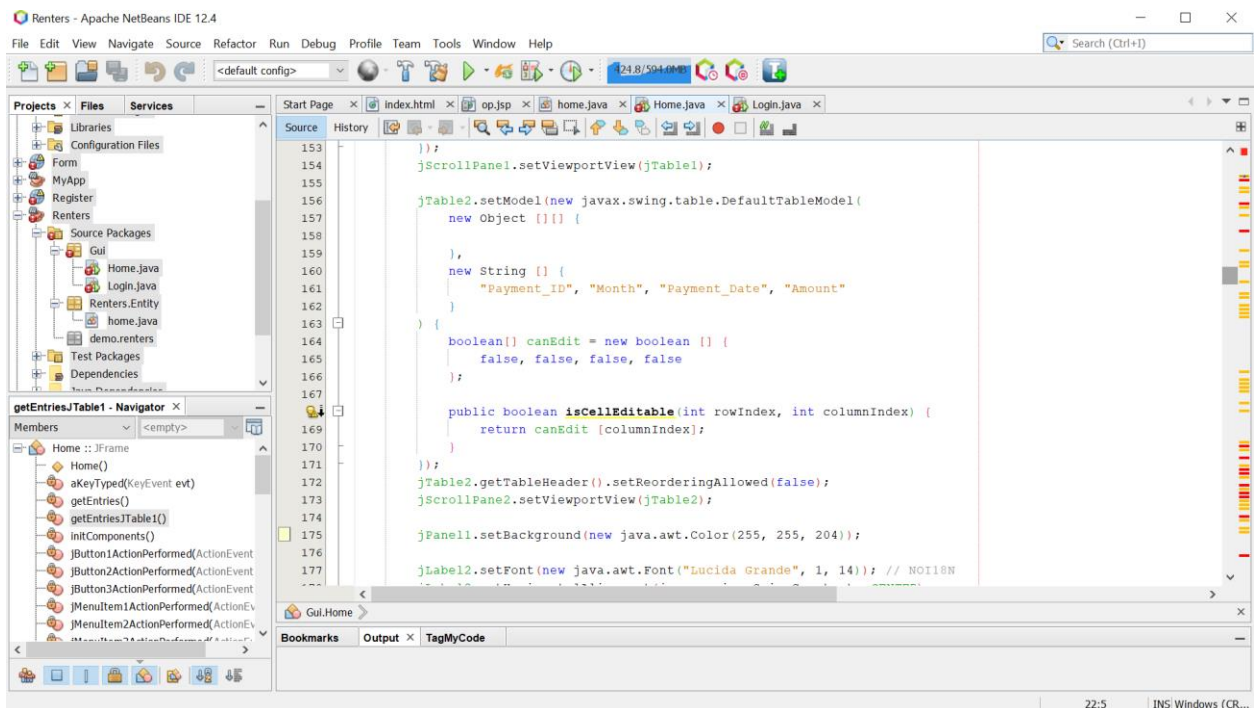 Renters - Apache NetBeans IDE 12.4
File Edit View Navigate Source Refactor Run Debug Profile Team Tools Window Help
Search (Ctrl+I)
<default config>
424.8/594.0MB
Projects Files Services
Libraries
Configuration Files
Form
MyApp
Register
Renters
Source Packages
Gui
Home.java
Login.java
Renters.Entity
home.java
demo.renters
Test Packages
Dependencies
getEntriesJTable1 - Navigator
Members <empty>
Home :: JFrame
Home()
aKeyTyped(KeyEvent evt)
getEntries()
getEntriesJTable1()
initComponents()
jButton1ActionPerformed(ActionEvent
jButton2ActionPerformed(ActionEvent
jButton3ActionPerformed(ActionEvent
jMenuItem1ActionPerformed(ActionEv
jMenuItem2ActionPerformed(ActionEv
Start Page index.html op.jsp home.java Home.java Login.java
Source History
153 });
154 jScrollPane1.setViewportView(jTable1);
155
156 jTable2.setModel(new javax.swing.table.DefaultTableModel(
157 new Object [][] {
158
159 },
160 new String [] {
161 "Payment_ID", "Month", "Payment_Date", "Amount"
162 }
163 ) {
164 boolean[] canEdit = new boolean [] {
165 false, false, false, false
166 };
167
public boolean isCellEditable(int rowIndex, int columnIndex) {
169 return canEdit [columnIndex];
170 }
171 });
172 jTable2.getTableHeader().setReorderingAllowed(false);
173 jScrollPane2.setViewportView(jTable2);
174
175 jPanel1.setBackground(new java.awt.Color(255, 255, 204));
176
177 jLabel2.setFont(new java.awt.Font("Lucida Grande", 1, 14)); // NOI18N
Gui.Home
Bookmarks Output TagMyCode
22:5 INS Windows (CR...